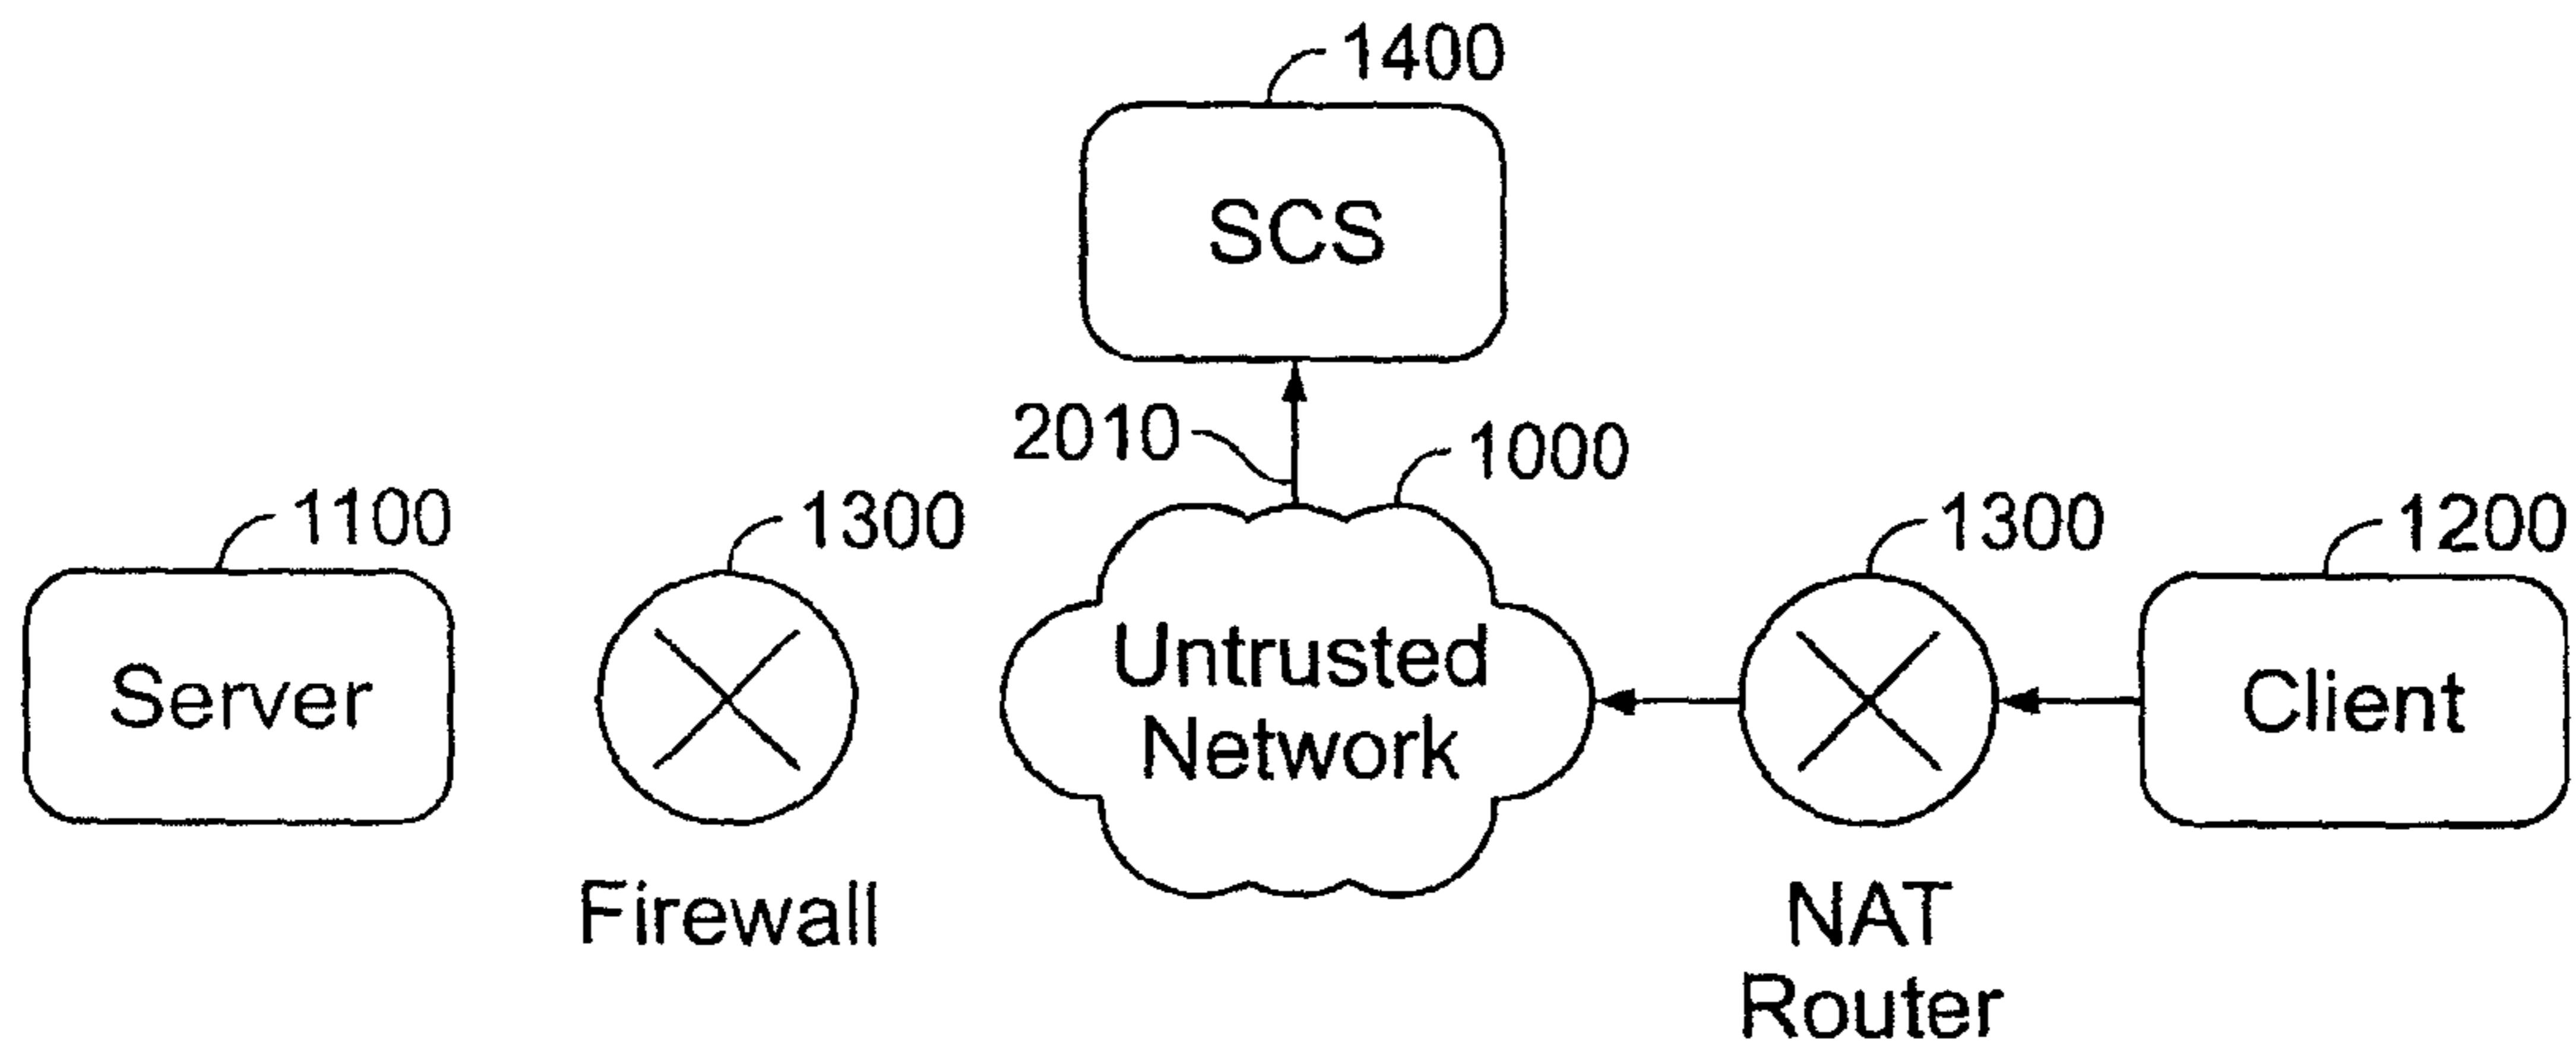 1400
SCS
2010
1000
1100
1300
1300
1200
Server
Untrusted
Network
Client
Firewall
NAT
Router